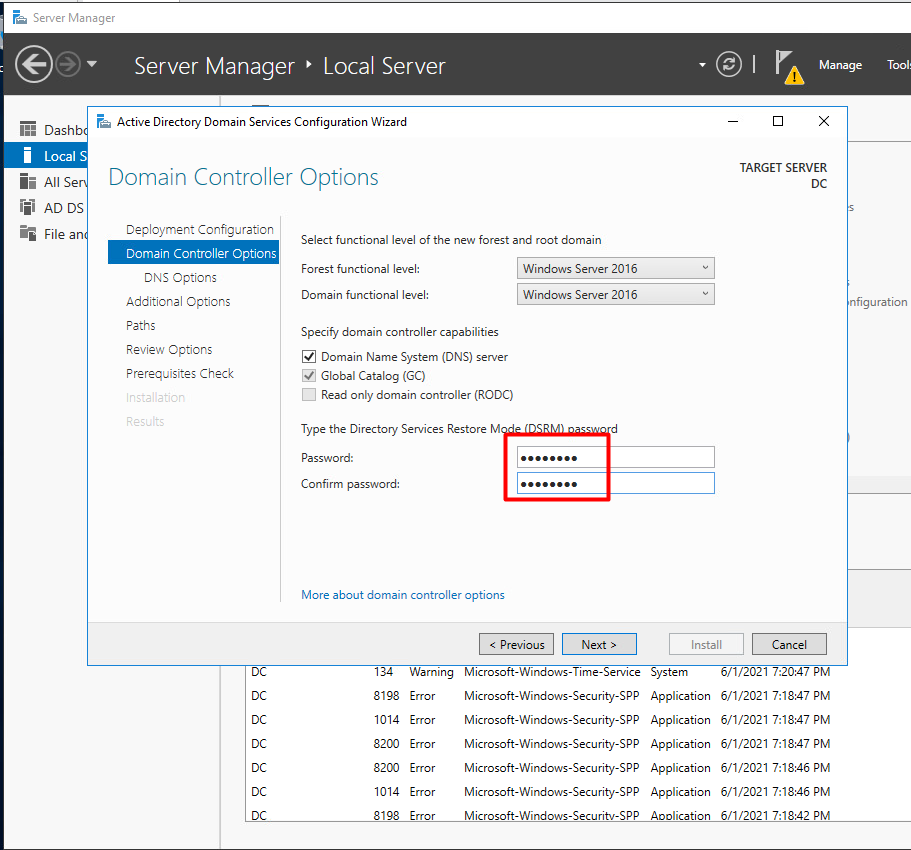 Server Manager
Server Manager ‣ Local Server
Manage
Tools
Dashbo
Local S
All Serv
AD DS
File and
Active Directory Domain Services Configuration Wizard
Domain Controller Options
TARGET SERVER
DC
Deployment Configuration
Domain Controller Options
DNS Options
Additional Options
Paths
Review Options
Prerequisites Check
Installation
Results
Select functional level of the new forest and root domain
Forest functional level: Windows Server 2016
Domain functional level: Windows Server 2016
Specify domain controller capabilities
Domain Name System (DNS) server
Global Catalog (GC)
Read only domain controller (RODC)
Type the Directory Services Restore Mode (DSRM) password
Password: ●●●●●●●●
Confirm password: ●●●●●●●●
More about domain controller options
< Previous Next > Install Cancel
es
onfiguration
DC 134 Warning Microsoft-Windows-Time-Service System 6/1/2021 7:20:47 PM
DC 8198 Error Microsoft-Windows-Security-SPP Application 6/1/2021 7:18:47 PM
DC 1014 Error Microsoft-Windows-Security-SPP Application 6/1/2021 7:18:47 PM
DC 8200 Error Microsoft-Windows-Security-SPP Application 6/1/2021 7:18:47 PM
DC 8200 Error Microsoft-Windows-Security-SPP Application 6/1/2021 7:18:46 PM
DC 1014 Error Microsoft-Windows-Security-SPP Application 6/1/2021 7:18:46 PM
DC 8198 Error Microsoft-Windows-Security-SPP Application 6/1/2021 7:18:42 PM